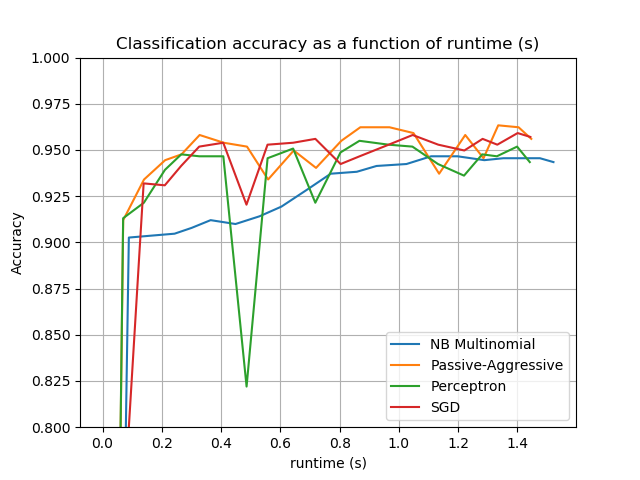 Classification accuracy as a function of runtime (s)
1.000
0.975
0.950
0.925
0.900
0.875
0.850
0.825
0.800
Accuracy
NB Multinomial
Passive-Aggressive
Perceptron
SGD
0.0 0.2 0.4 0.6 0.8 1.0 1.2 1.4
runtime (s)